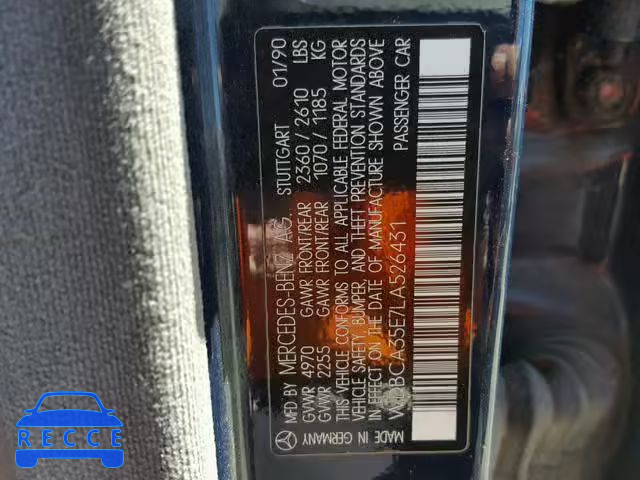 MFD BY MERCEDES-BENZ A.G. STUTTGART 01/90
GVWR 4970 GAWR FRONT/REAR 2360 / 2610 LBS
GVWR 2255 GAWR FRONT/REAR 1070 / 1185 KG
THIS VEHICLE CONFORMS TO ALL APPLICABLE FEDERAL MOTOR
VEHICLE SAFETY, BUMPER, AND THEFT PREVENTION STANDARDS
IN EFFECT ON THE DATE OF MANUFACTURE SHOWN ABOVE
WDBCA35E7LA526431 PASSENGER CAR
MADE IN GERMANY
RECCE